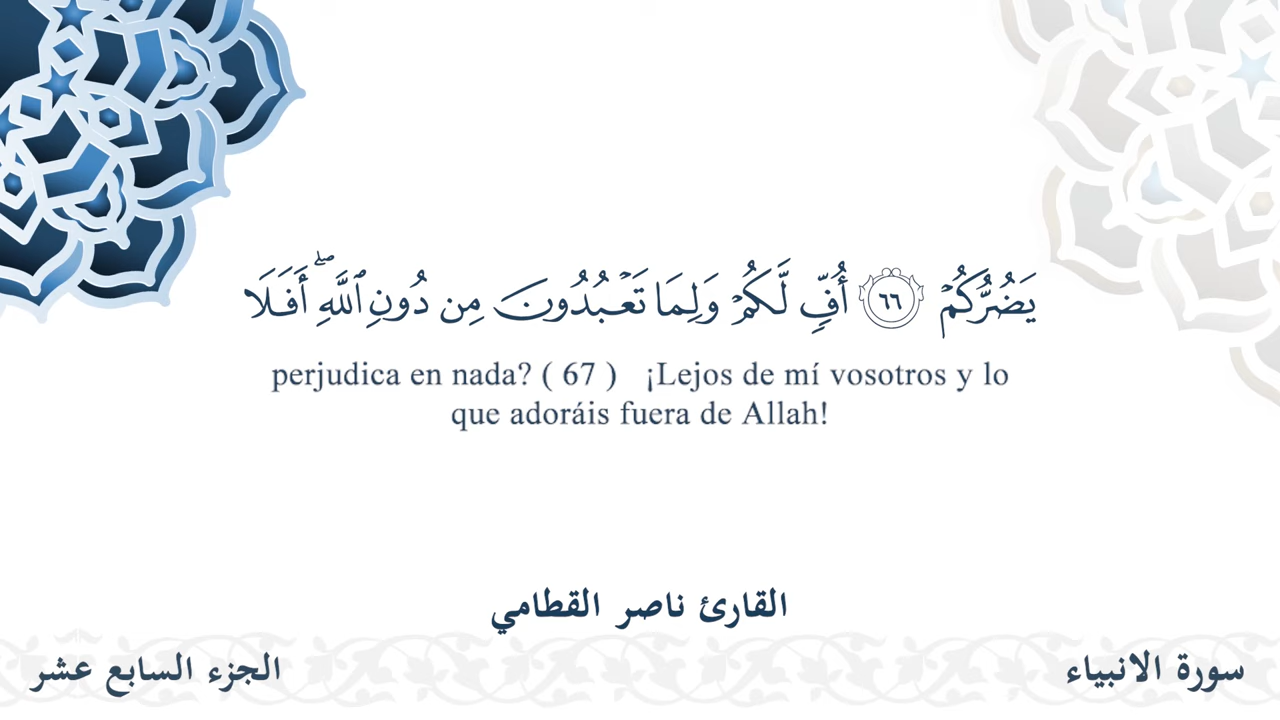 يَضُرُّكُمْ ٦٦ أُفٍّ لَّكُمْ وَلِمَا تَعْبُدُونَ مِن دُونِ ٱللَّهِ ۖ أَفَلَا
perjudica en nada? ( 67 ) ¡Lejos de mí vosotros y lo
que adoráis fuera de Allah!
القارئ ناصر القطامي
سورة الانبياء
الجزء السابع عشر